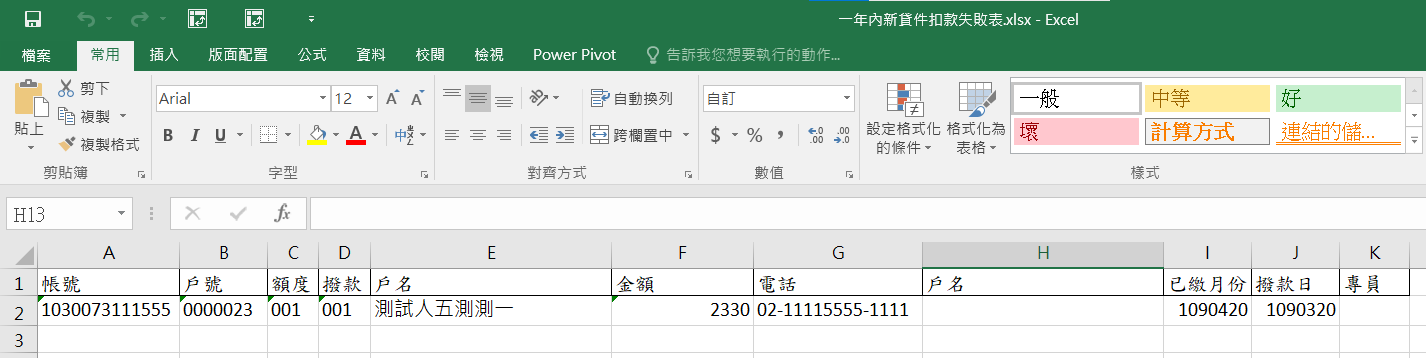 一年內新貸件扣款失敗表.xlsx - Excel
檔案 常用 插入 版面配置 公式 資料 校閱 檢視 Power Pivot 告訴我您想要執行的動作...
貼上 剪下 複製 複製格式
Arial 12 A A
B I U A 中
自動換列
跨欄置中
自訂
$ % , .0 .00 .00 .0
設定格式化的條件
格式化為表格
一般 中等 好
壞 計算方式 連結的儲...
剪貼簿 字型 對齊方式 數值 樣式
H13 fx
A B C D E F G H I J K
1 帳號 戶號 額度 撥款 戶名 金額 電話 戶名 已繳月份 撥款日 專員
2 1030073111555 0000023 001 001 測試人五測測一 2330 02-11115555-1111 1090420 1090320
3